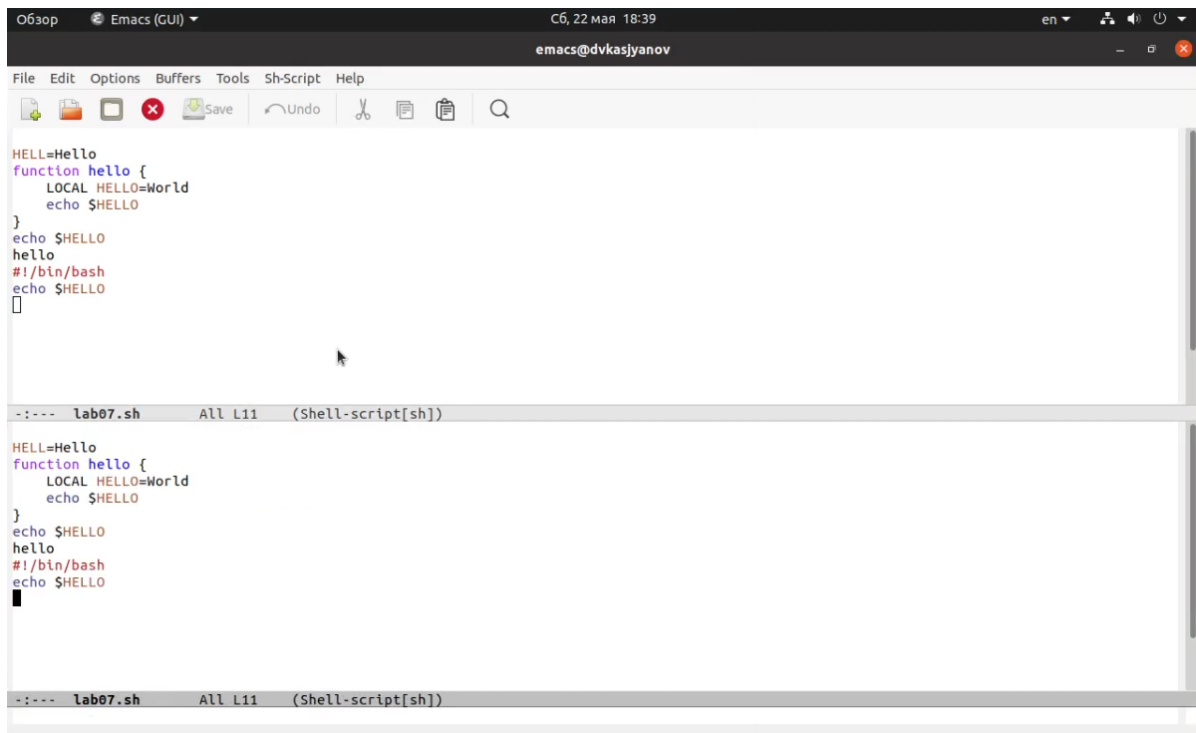 Обзор Emacs (GUI) Сб, 22 мая 18:39 en
emacs@dvkasjyanov
File Edit Options Buffers Tools Sh-Script Help
Save Undo
HELL=Hello
function hello {
    LOCAL HELLO=World
    echo $HELLO
}
echo $HELLO
hello
#!/bin/bash
echo $HELLO
-:--- lab07.sh All L11 (Shell-script[sh])
HELL=Hello
function hello {
    LOCAL HELLO=World
    echo $HELLO
}
echo $HELLO
hello
#!/bin/bash
echo $HELLO
-:--- lab07.sh All L11 (Shell-script[sh])